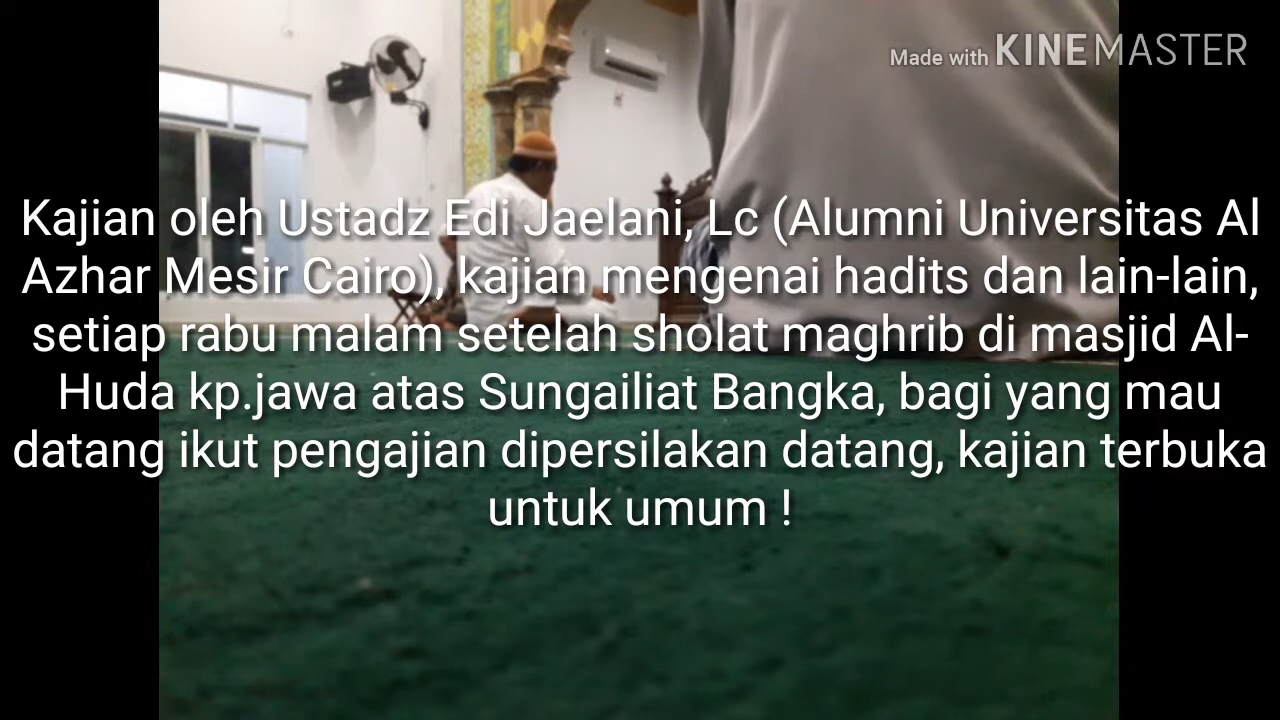 Made with KINEMASTER
Kajian oleh Ustadz Edi Jaelani, Lc (Alumni Universitas Al
Azhar Mesir Cairo), kajian mengenai hadits dan lain-lain,
setiap rabu malam setelah sholat maghrib di masjid Al-
Huda kp.jawa atas Sungailiat Bangka, bagi yang mau
datang ikut pengajian dipersilakan datang, kajian terbuka
untuk umum !